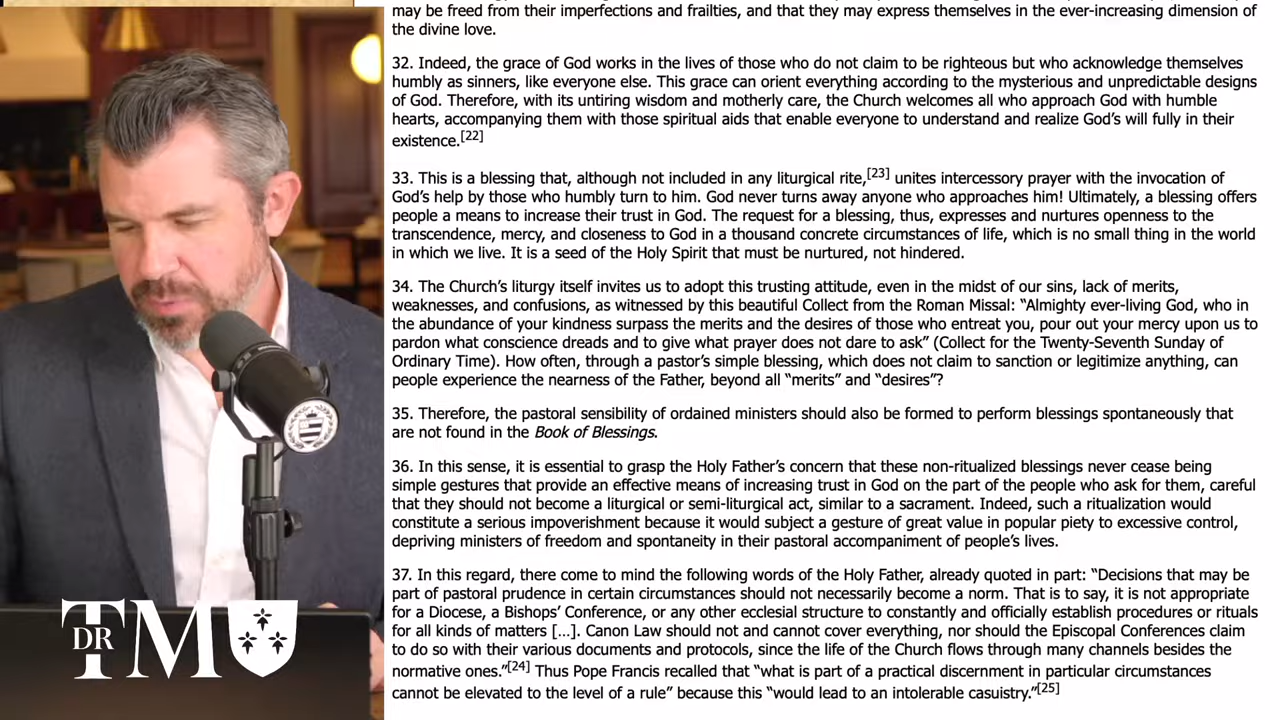 may be freed from their imperfections and frailties, and that they may express themselves in the ever-increasing dimension of
the divine love.
32. Indeed, the grace of God works in the lives of those who do not claim to be righteous but who acknowledge themselves
humbly as sinners, like everyone else. This grace can orient everything according to the mysterious and unpredictable designs
of God. Therefore, with its untiring wisdom and motherly care, the Church welcomes all who approach God with humble
hearts, accompanying them with those spiritual aids that enable everyone to understand and realize God’s will fully in their
existence.[22]
33. This is a blessing that, although not included in any liturgical rite,[23] unites intercessory prayer with the invocation of
God’s help by those who humbly turn to him. God never turns away anyone who approaches him! Ultimately, a blessing offers
people a means to increase their trust in God. The request for a blessing, thus, expresses and nurtures openness to the
transcendence, mercy, and closeness to God in a thousand concrete circumstances of life, which is no small thing in the world
in which we live. It is a seed of the Holy Spirit that must be nurtured, not hindered.
34. The Church’s liturgy itself invites us to adopt this trusting attitude, even in the midst of our sins, lack of merits,
weaknesses, and confusions, as witnessed by this beautiful Collect from the Roman Missal: “Almighty ever-living God, who in
the abundance of your kindness surpass the merits and the desires of those who entreat you, pour out your mercy upon us to
pardon what conscience dreads and to give what prayer does not dare to ask” (Collect for the Twenty-Seventh Sunday of
Ordinary Time). How often, through a pastor’s simple blessing, which does not claim to sanction or legitimize anything, can
people experience the nearness of the Father, beyond all “merits” and “desires”?
35. Therefore, the pastoral sensibility of ordained ministers should also be formed to perform blessings spontaneously that
are not found in the Book of Blessings.
36. In this sense, it is essential to grasp the Holy Father’s concern that these non-ritualized blessings never cease being
simple gestures that provide an effective means of increasing trust in God on the part of the people who ask for them, careful
that they should not become a liturgical or semi-liturgical act, similar to a sacrament. Indeed, such a ritualization would
constitute a serious impoverishment because it would subject a gesture of great value in popular piety to excessive control,
depriving ministers of freedom and spontaneity in their pastoral accompaniment of people’s lives.
37. In this regard, there come to mind the following words of the Holy Father, already quoted in part: “Decisions that may be
part of pastoral prudence in certain circumstances should not necessarily become a norm. That is to say, it is not appropriate
for a Diocese, a Bishops’ Conference, or any other ecclesial structure to constantly and officially establish procedures or rituals
for all kinds of matters […]. Canon Law should not and cannot cover everything, nor should the Episcopal Conferences claim
to do so with their various documents and protocols, since the life of the Church flows through many channels besides the
normative ones.”[24] Thus Pope Francis recalled that “what is part of a practical discernment in particular circumstances
cannot be elevated to the level of a rule” because this “would lead to an intolerable casuistry.”[25]
DR TM